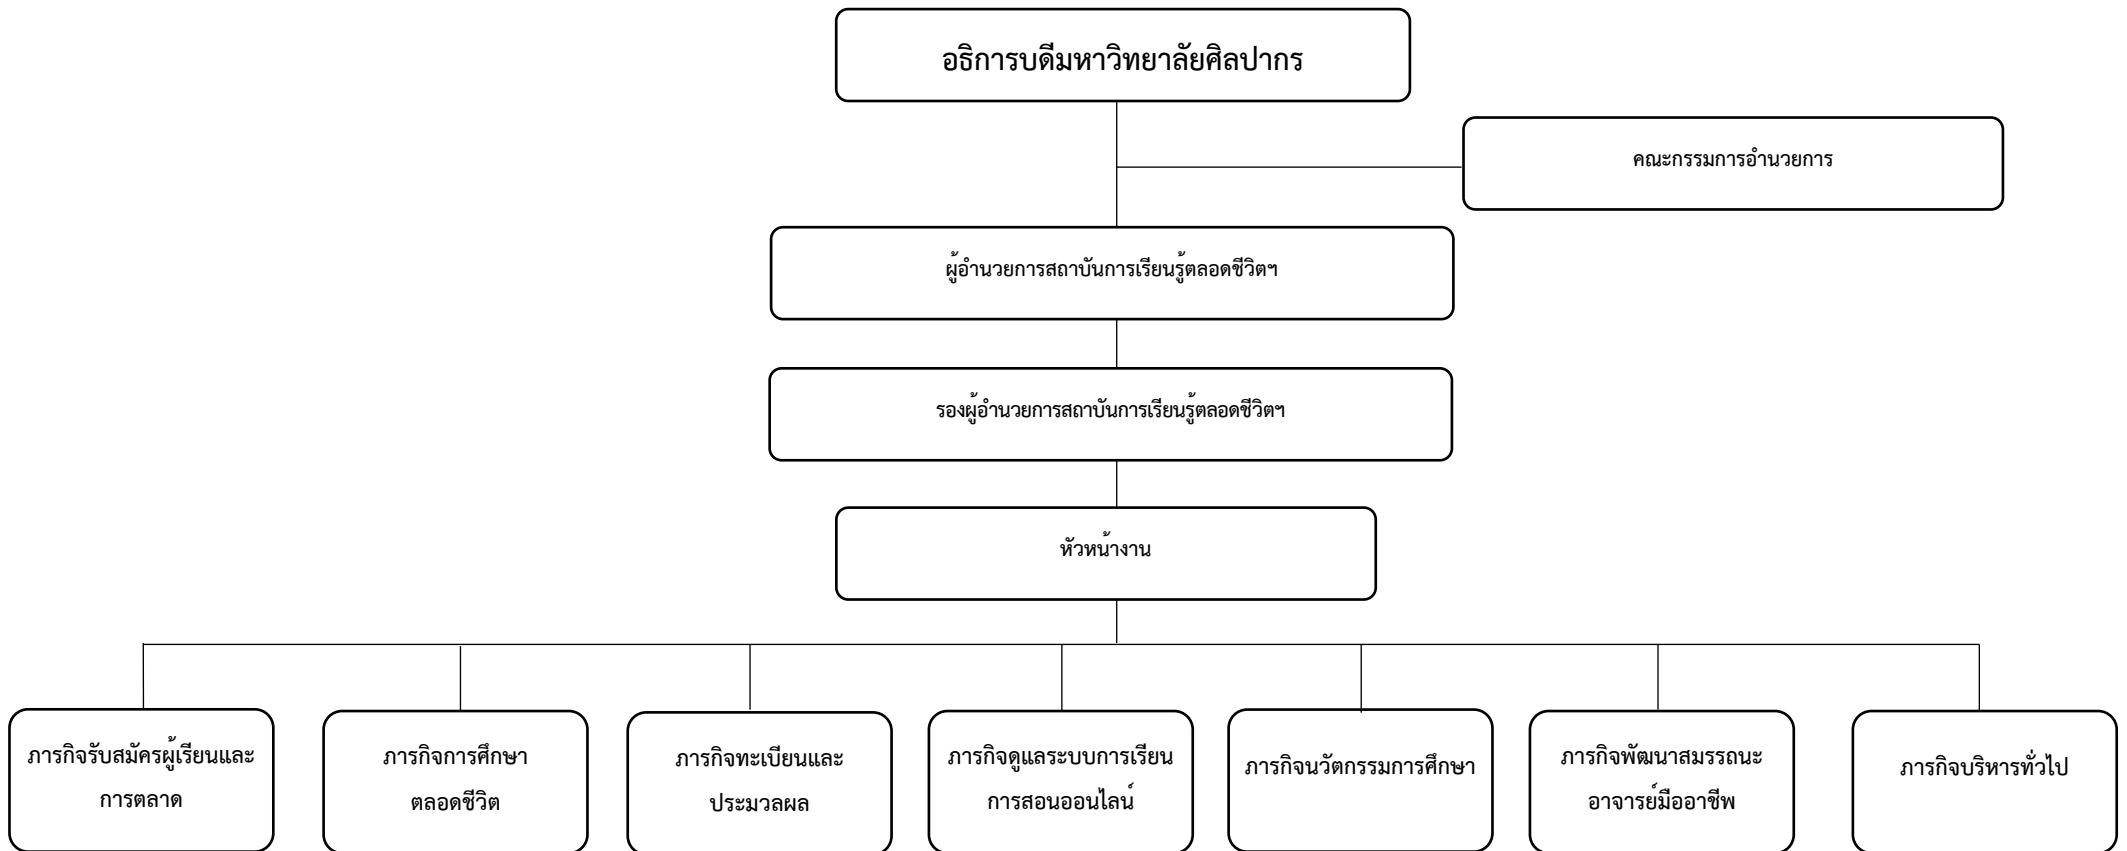 อธิการบดีมหาวิทยาลัยศิลปากร
คณะกรรมการอำนวยการ
ผู้อำนวยการสถาบันการเรียนรู้ตลอดชีวิตฯ
รองผู้อำนวยการสถาบันการเรียนรู้ตลอดชีวิตฯ
หัวหน้างาน
ภารกิจรับสมัครผู้เรียนและ
การตลาด
ภารกิจการศึกษา
ตลอดชีวิต
ภารกิจทะเบียนและ
ประมวลผล
ภารกิจดูแลระบบการเรียน
การสอนออนไลน์
ภารกิจนวัตกรรมการศึกษา
ภารกิจพัฒนาสมรรถนะ
อาจารย์มืออาชีพ
ภารกิจบริหารทั่วไป